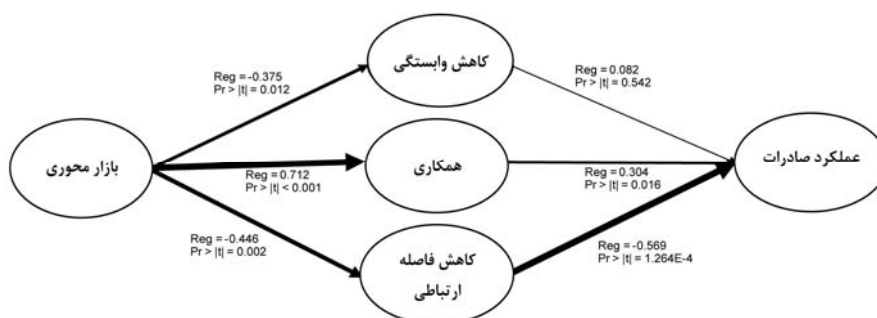 کاهش وابستگی
Reg = -0.375
Pr > |t| = 0.012
Reg = 0.082
Pr > |t| = 0.542
بازار محوری
همکاری
عملکرد صادرات
Reg = 0.712
Pr > |t| < 0.001
Reg = 0.304
Pr > |t| = 0.016
Reg = -0.446
Pr > |t| = 0.002
Reg = -0.569
Pr > |t| = 1.264E-4
کاهش فاصله
ارتباطی